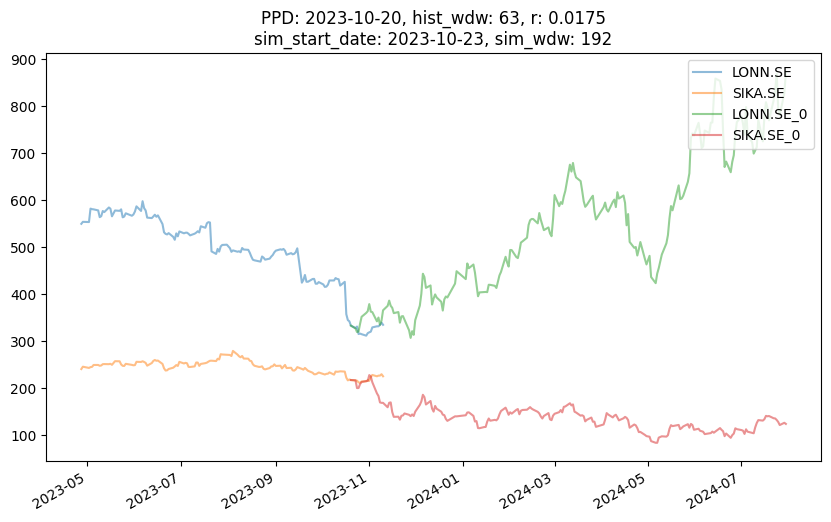 PPD: 2023-10-20, hist_wdw: 63, r: 0.0175
sim_start_date: 2023-10-23, sim_wdw: 192
900
800
700
600
500
400
300
200
100
LONN.SE
SIKA.SE
LONN.SE_0
SIKA.SE_0
2023-05
2023-07
2023-09
2023-11
2024-01
2024-03
2024-05
2024-07